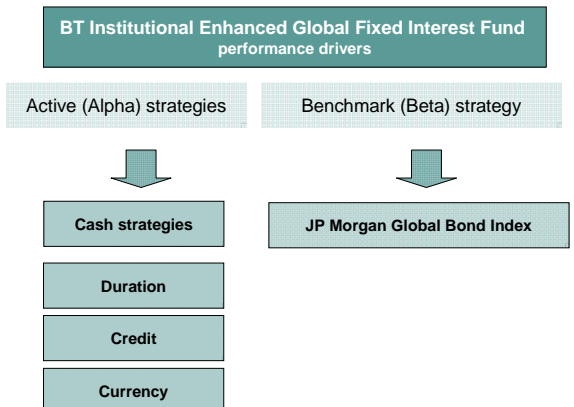 BT Institutional Enhanced Global Fixed Interest Fund
performance drivers
Active (Alpha) strategies
Benchmark (Beta) strategy
Cash strategies
JP Morgan Global Bond Index
Duration
Credit
Currency